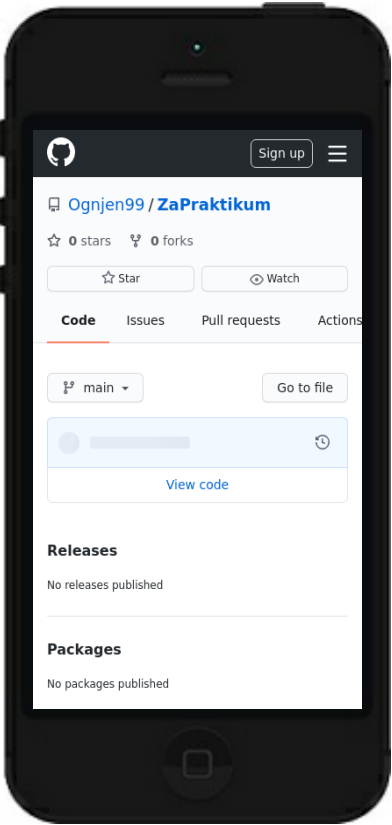 Sign up
Ognjen99 / ZaPraktikum
0 stars 0 forks
Star Watch
Code Issues Pull requests Actions
main Go to file
View code
Releases
No releases published
Packages
No packages published